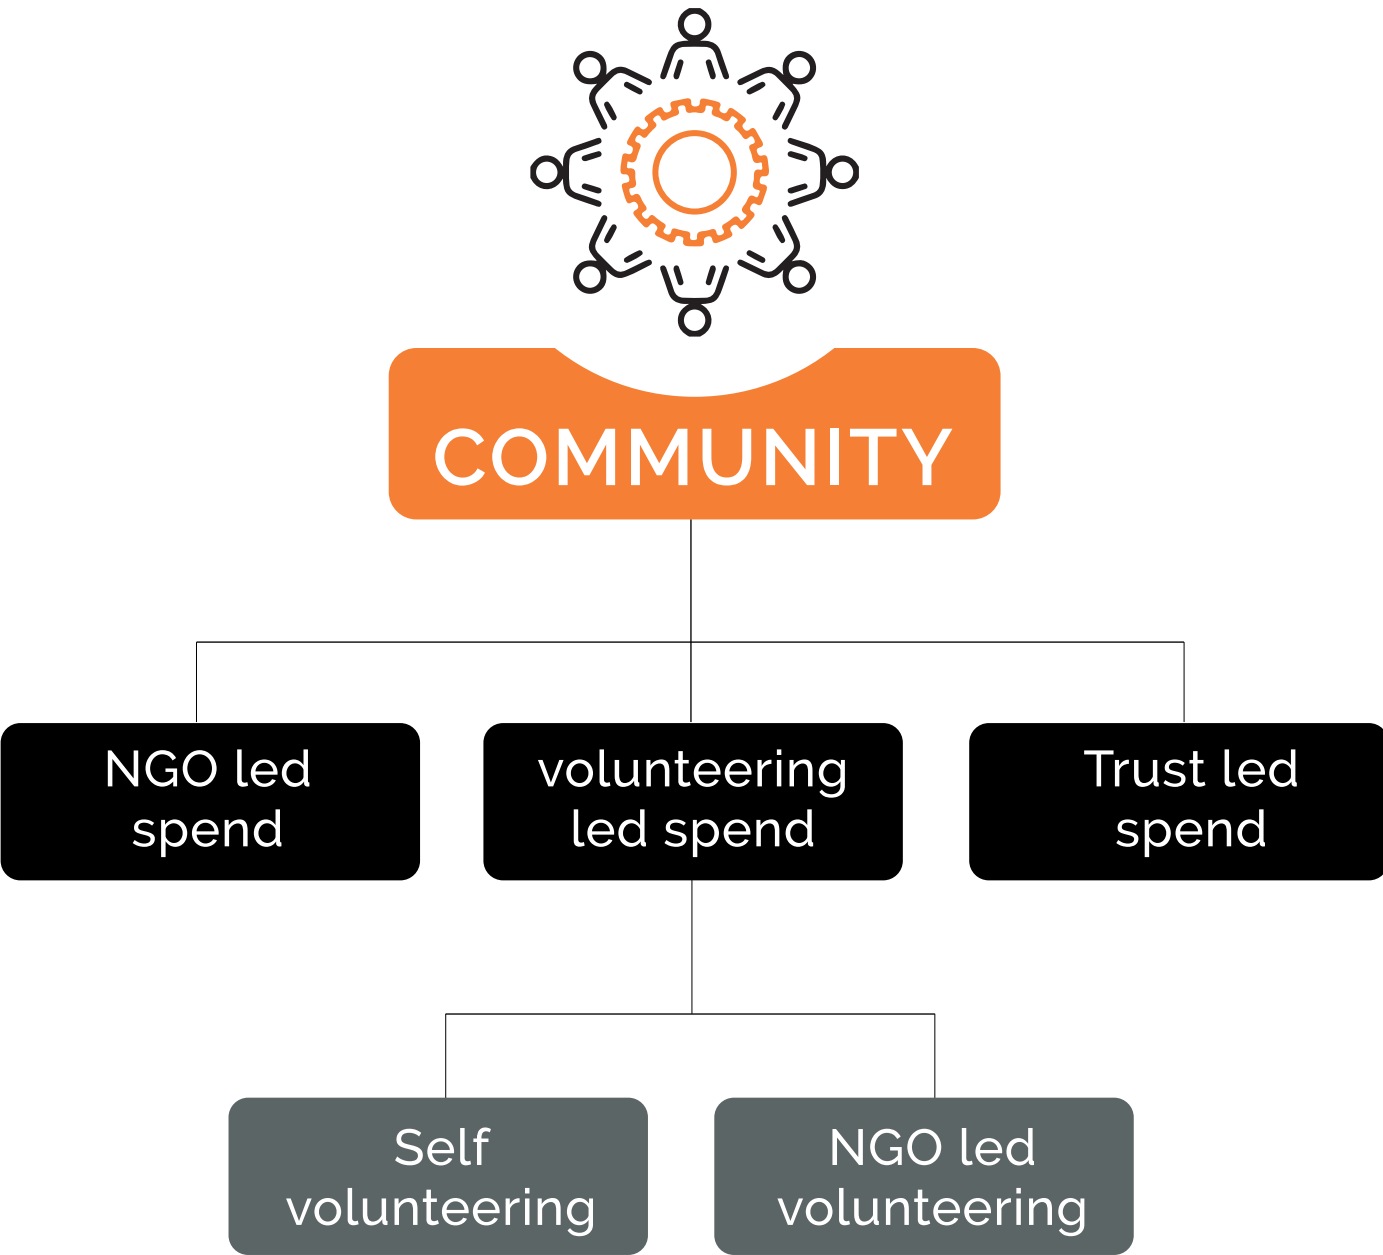 COMMUNITY
NGO led
spend
volunteering
led spend
Trust led
spend
Self
volunteering
NGO led
volunteering